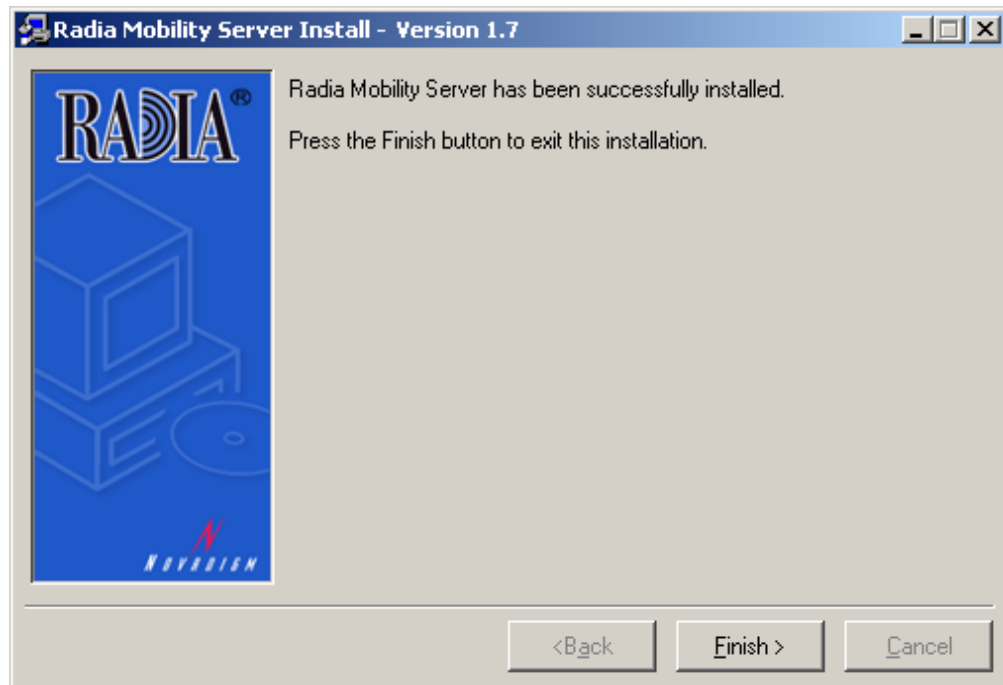 Radia Mobility Server Install - Version 1.7
RADIA®
Radia Mobility Server has been successfully installed.
Press the Finish button to exit this installation.
NOVADIGM
<Back
Finish >
Cancel